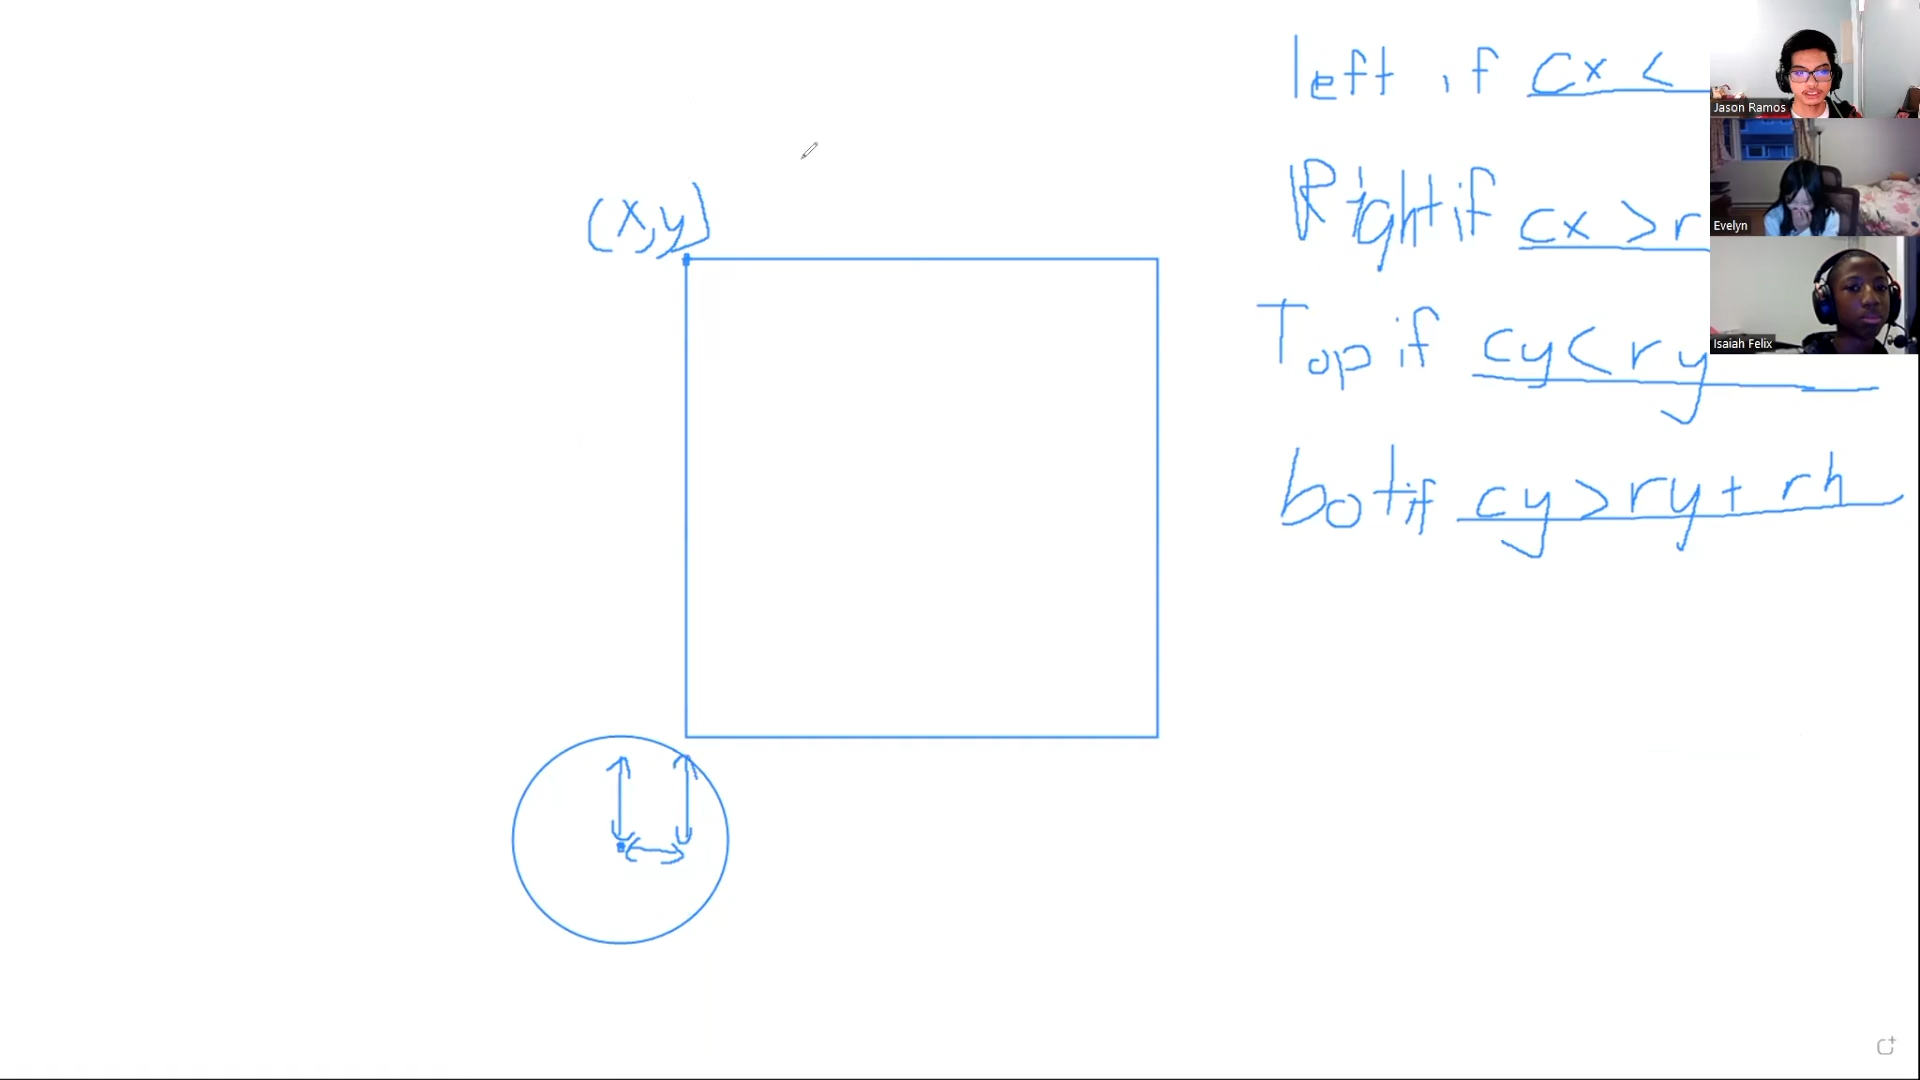 left if cx <
Jason Ramos
(x,y)
Right if cx > r
Evelyn
Top if cy < ry
Isaiah Felix
bot if cy > ry + rh